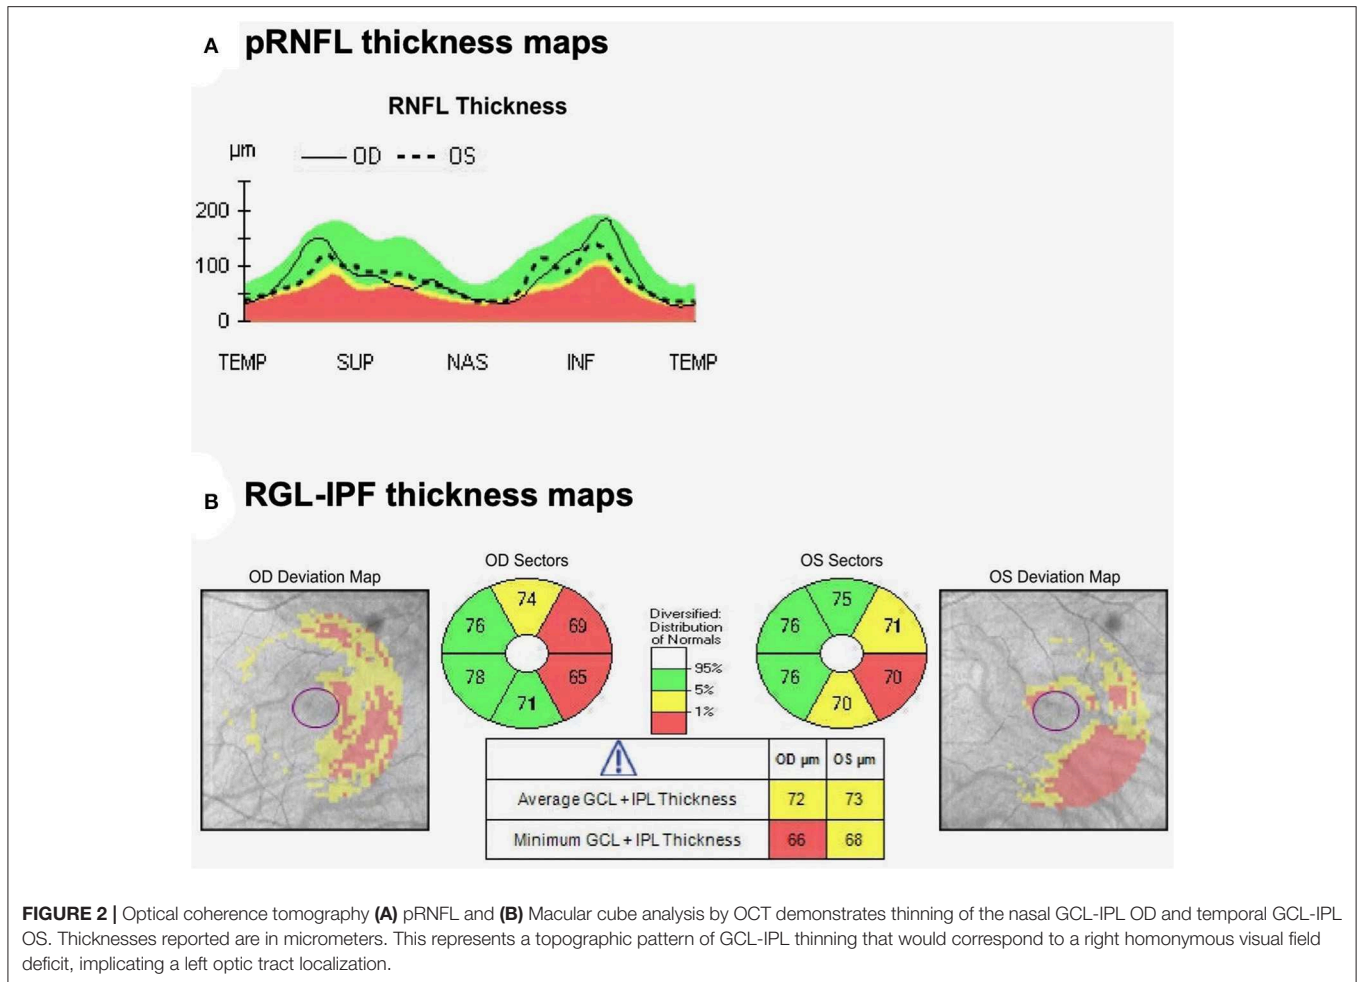 A pRNFL thickness maps
RNFL Thickness
µm
OD OS
200
100
0
TEMP SUP NAS INF TEMP
B RGL-IPF thickness maps
OD Deviation Map
OD Sectors
74
76
69
78
65
71
Diversified:
Distribution
of Normals
95%
5%
1%
OS Sectors
75
76
71
76
70
70
OS Deviation Map
OD µm OS µm
Average GCL + IPL Thickness 72 73
Minimum GCL + IPL Thickness 66 68
FIGURE 2 | Optical coherence tomography (A) pRNFL and (B) Macular cube analysis by OCT demonstrates thinning of the nasal GCL-IPL OD and temporal GCL-IPL
OS. Thicknesses reported are in micrometers. This represents a topographic pattern of GCL-IPL thinning that would correspond to a right homonymous visual field
deficit, implicating a left optic tract localization.